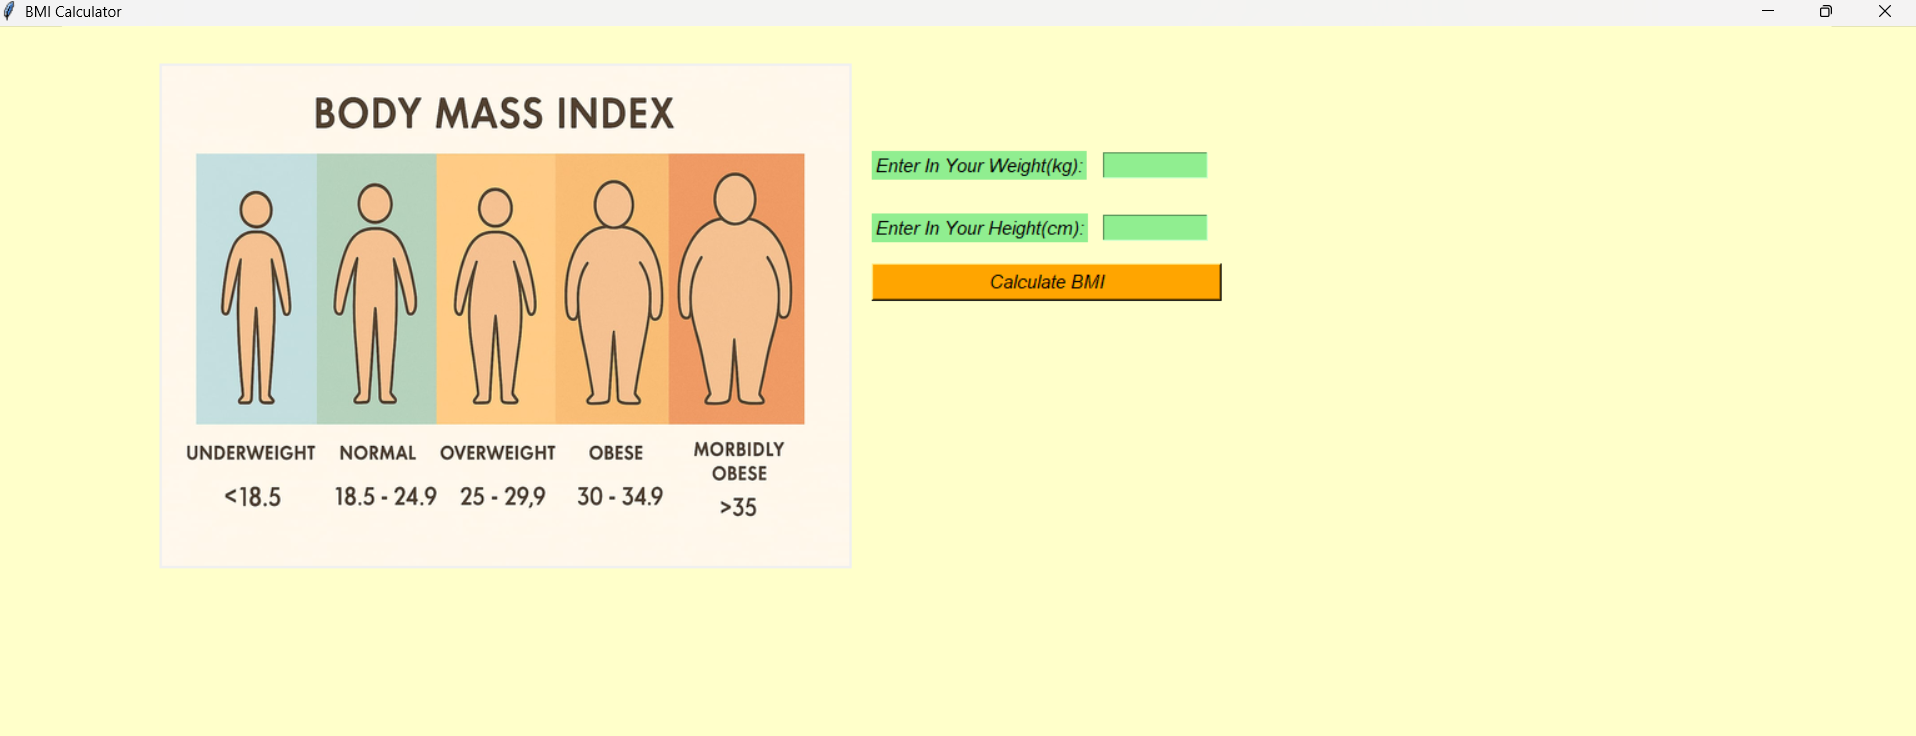 BMI Calculator
BODY MASS INDEX
UNDERWEIGHT NORMAL OVERWEIGHT OBESE MORBIDLY OBESE
<18.5 18.5 - 24.9 25 - 29,9 30 - 34.9 >35
Enter In Your Weight(kg):
Enter In Your Height(cm):
Calculate BMI